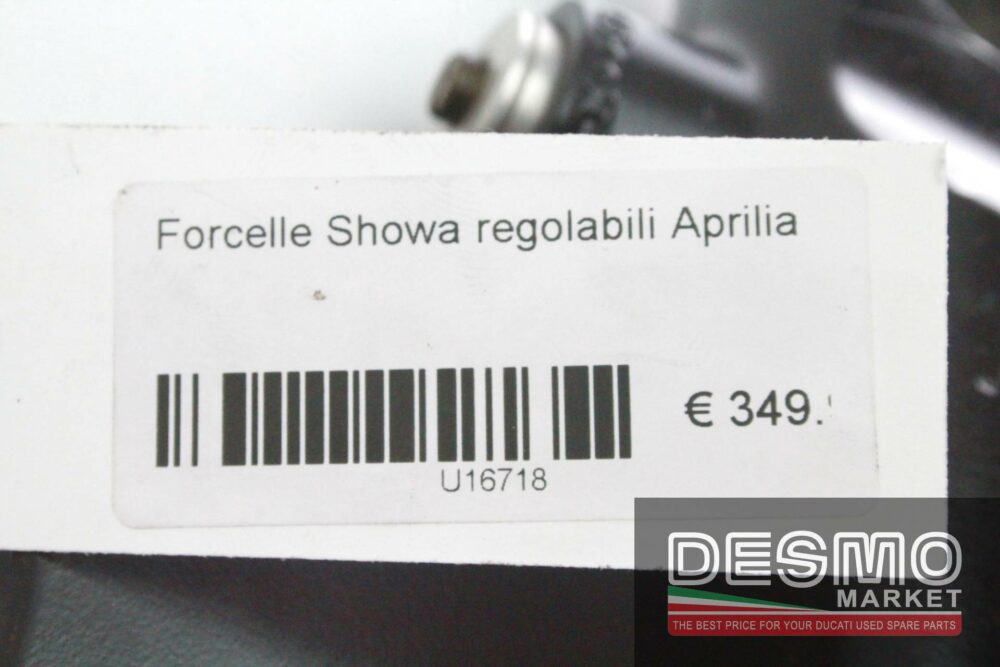 Forcelle Showa regolabili Aprilia
€ 349.
U16718
DESMO
MARKET
THE BEST PRICE FOR YOUR DUCATI USED SPARE PARTS